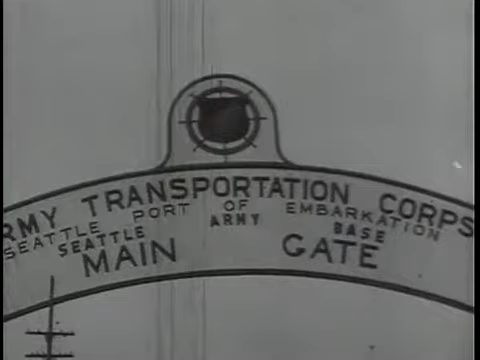 RMY TRANSPORTATION CORPS
SEATTLE PORT OF EMBARKATION
SEATTLE ARMY BASE
MAIN GATE